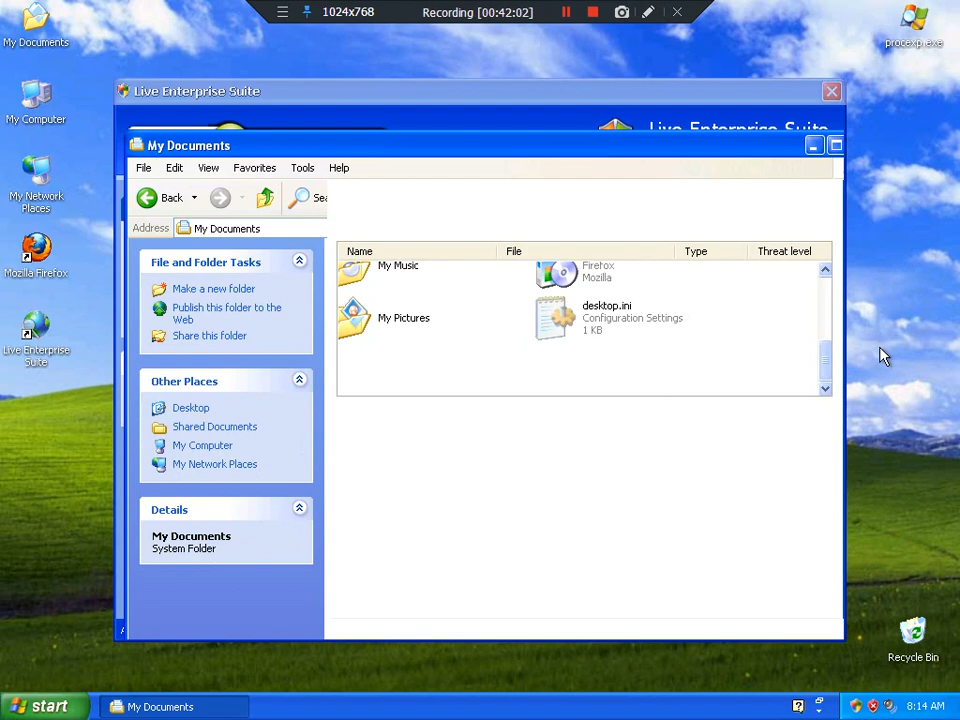 1024x768
Recording [00:42:02]
My Documents
procexp.exe
My Computer
My Network
Places
Mozilla Firefox
Live Enterprise
Suite
Live Enterprise Suite
Live Enterprise Suite
My Documents
File Edit View Favorites Tools Help
Back
Sea
Address My Documents
File and Folder Tasks
Make a new folder
Publish this folder to the
Web
Share this folder
Other Places
Desktop
Shared Documents
My Computer
My Network Places
Details
My Documents
System Folder
Name File Type Threat level
My Music
Firefox
Mozilla
My Pictures
desktop.ini
Configuration Settings
1 KB
Recycle Bin
start
My Documents
8:14 AM